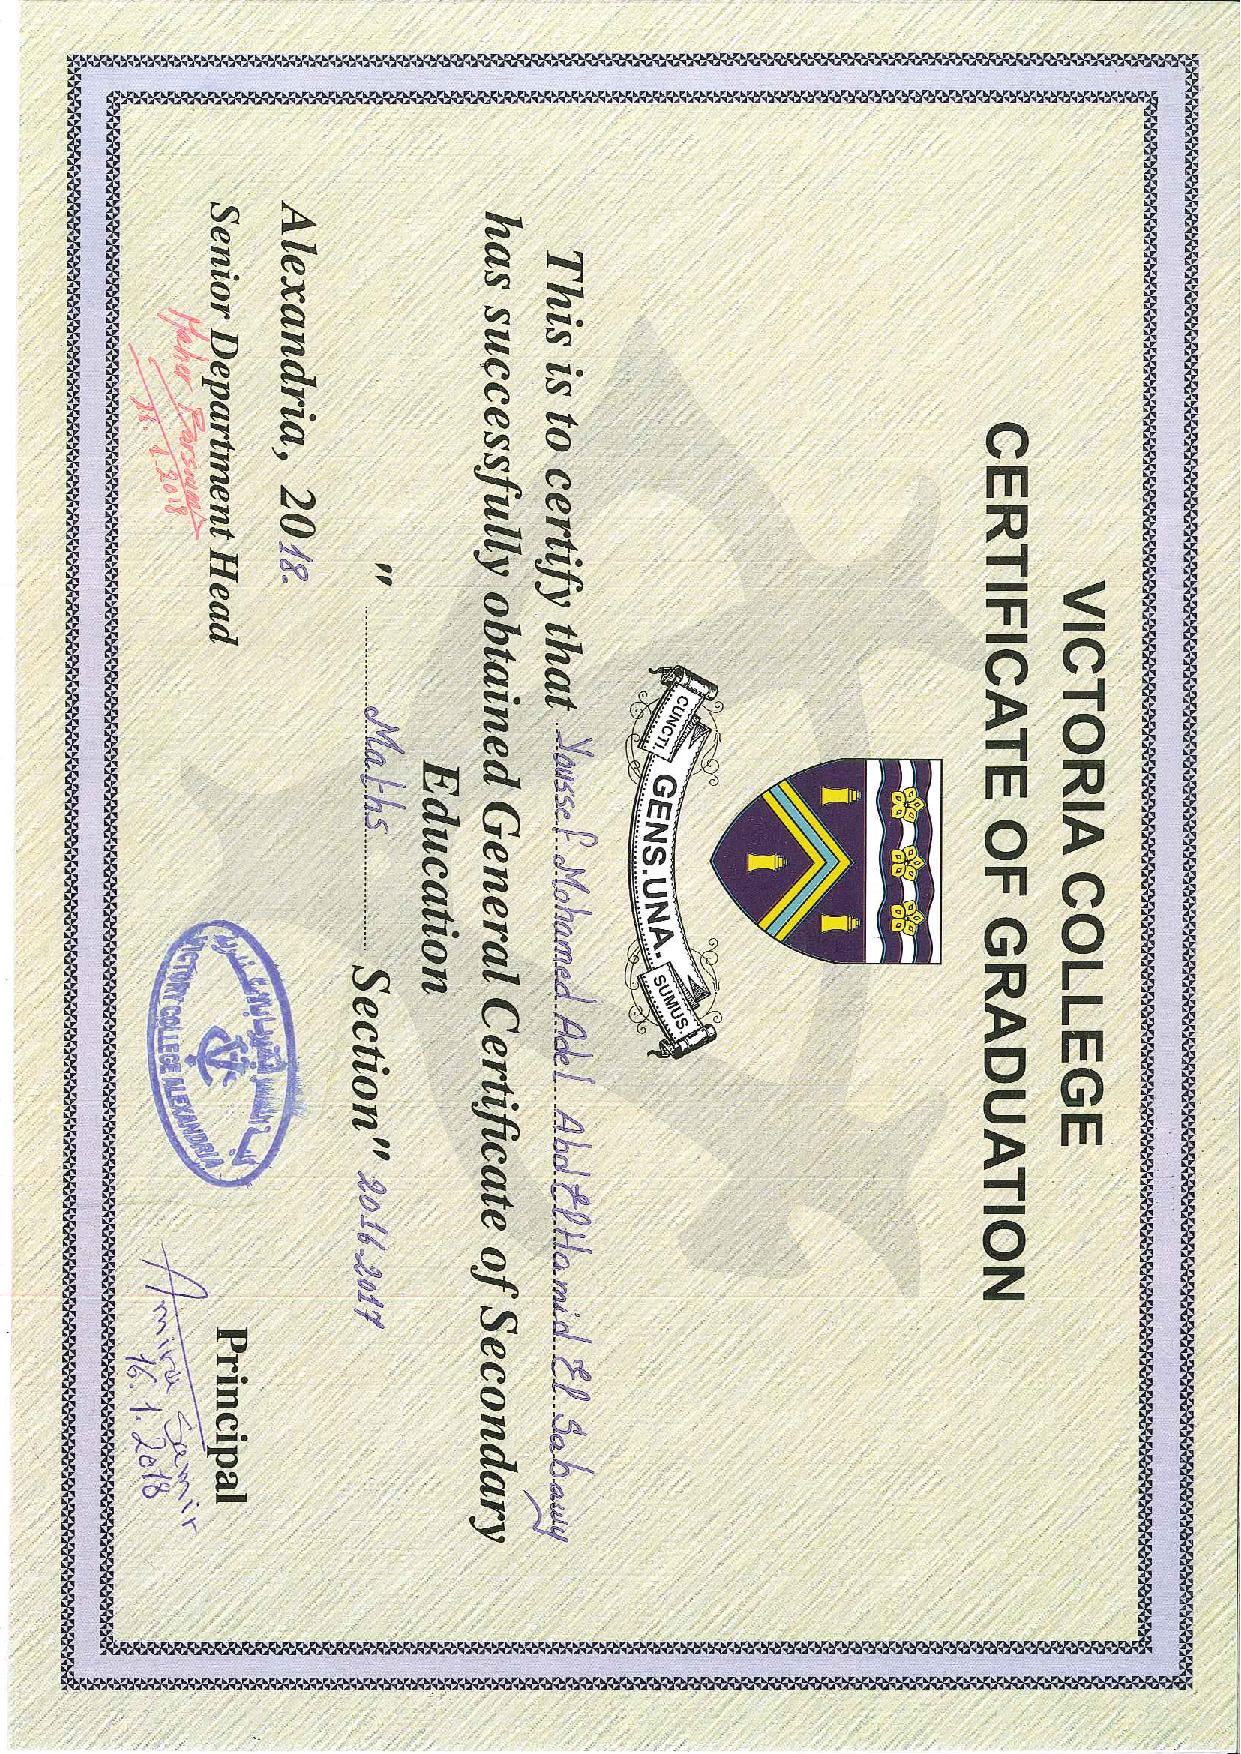 VICTORIA COLLEGE
CERTIFICATE OF GRADUATION
CUNCTI. GENS.UNA. SUMUS.
This is to certify that Youssef Mohamed Adel Abd El Hamid El Sabawy
has successfully obtained General Certificate of Secondary
Education
" Maths Section" 2016-2017
Alexandria, 2018.
Senior Department Head
Maher Barsoum
16.1.2018
كلية النصر
VICTORY COLLEGE ALEXANDRIA
Principal
Amira Samir
16.1.2018